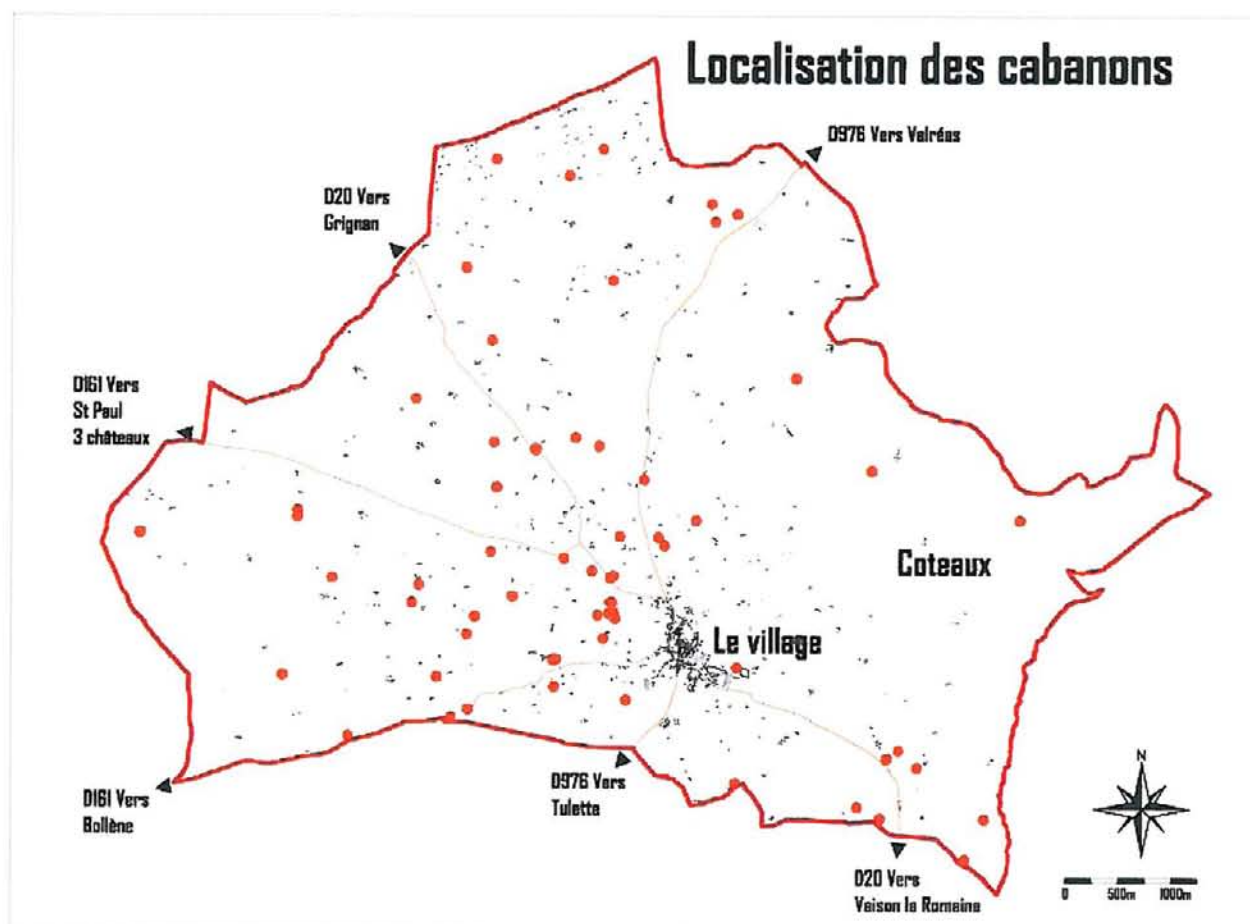 Localisation des cabanons
D976 Vers Valréas
D20 Vers
Grignan
D161 Vers
St Paul
3 châteaux
Coteaux
Le village
D161 Vers
Bollène
D976 Vers
Tulette
D20 Vers
Vaison la Romaine
N
0 500m 1000m